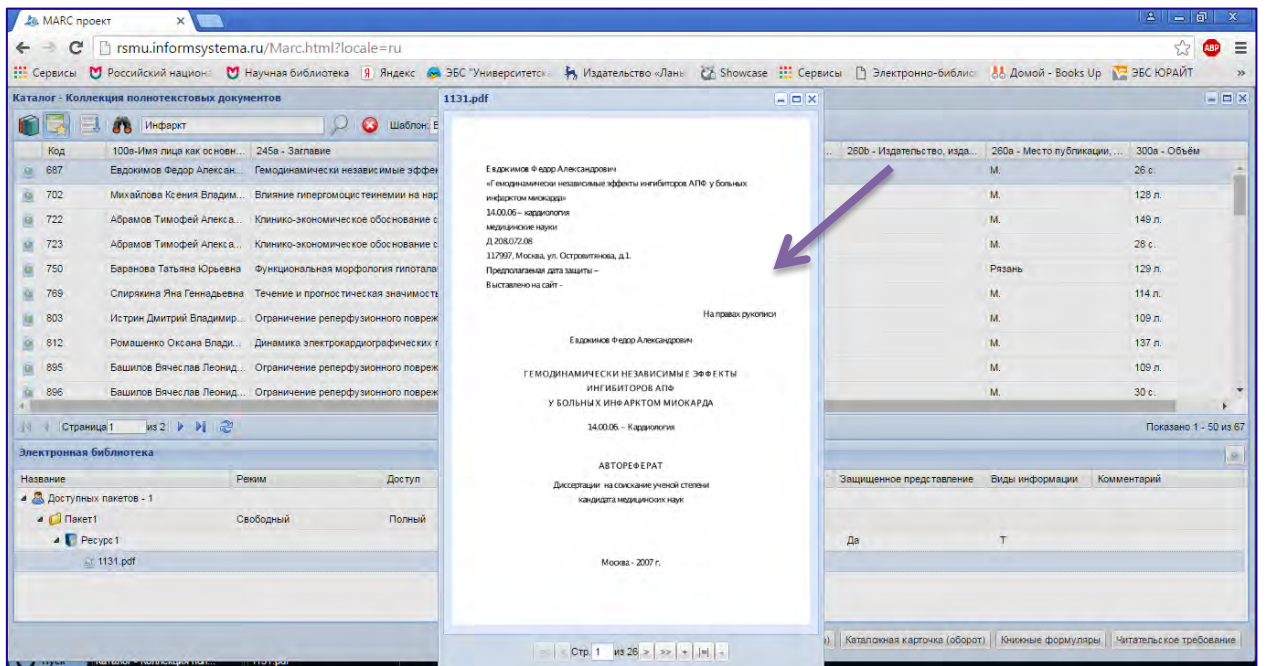 MARC проект
rsmu.informsystema.ru/Marc.html?locale=ru
Сервисы Российский национа Научная библиотека Яндекс ЭБС "Университетск Издательство «Лань Showcase Сервисы Электронно-библис Домой - Books Up ЭБС ЮРАЙТ »
Каталог - Коллекция полнотекстовых документов
Инфаркт Шаблон:
Код 100a-Имя лица как основн... 245a - Заглавие 260b - Издательство, изда... 260a - Место публикации, ... 300a - Объём
687 Евдокимов Федор Алексан... Гемодинамически независимые эффек М. 26 с.
702 Михайлова Ксения Владим... Влияние гипергомоцистеинемии на нар М. 128 л.
722 Абрамов Тимофей Алекса... Клинико-экономическое обоснование с М. 149 л.
723 Абрамов Тимофей Алекса... Клинико-экономическое обоснование с М. 28 с.
750 Баранова Татьяна Юрьевна Функциональная морфология гипотала Рязань 129 л.
769 Спирякина Яна Геннадьевна Течение и прогностическая значимость М. 114 л.
803 Истрин Дмитрий Владимир... Ограничение реперфузионного повреж М. 109 л.
812 Ромашенко Оксана Влади... Динамика электрокардиографических п М. 137 л.
895 Башилов Вячеслав Леонид... Ограничение реперфузионного повреж М. 109 л.
896 Башилов Вячеслав Леонид... Ограничение реперфузионного повреж М. 30 с.
Страница 1 из 2 Показано 1 - 50 из 67
Электронная библиотека
Название Режим Доступ Защищенное представление Виды информации Комментарий
Доступных пакетов - 1
Пакет1 Свободный Полный
Ресурс1 Да Т
1131.pdf
Каталожная карточка (оборот) Книжные формуляры Читательское требование
1131.pdf
Евдокимов Федор Александрович
«Гемодинамически независимые эффекты ингибиторов АПФ у больных
инфарктом миокарда»
14.00.06 – кардиология
медицинские науки
Д 208.072.08
117997, Москва, ул. Островитянова, д.1.
Предполагаемая дата защиты –
Выставлено на сайт -
На правах рукописи
Евдокимов Федор Александрович
ГЕМОДИНАМИЧЕСКИ НЕЗАВИСИМЫЕ ЭФФЕКТЫ
ИНГИБИТОРОВ АПФ
У БОЛЬНЫХ ИНФАРКТОМ МИОКАРДА
14.00.06. – Кардиология
АВТОРЕФЕРАТ
Диссертации на соискание ученой степени
кандидата медицинских наук
Москва - 2007 г.
Стр. 1 из 26 > >> + |=| -